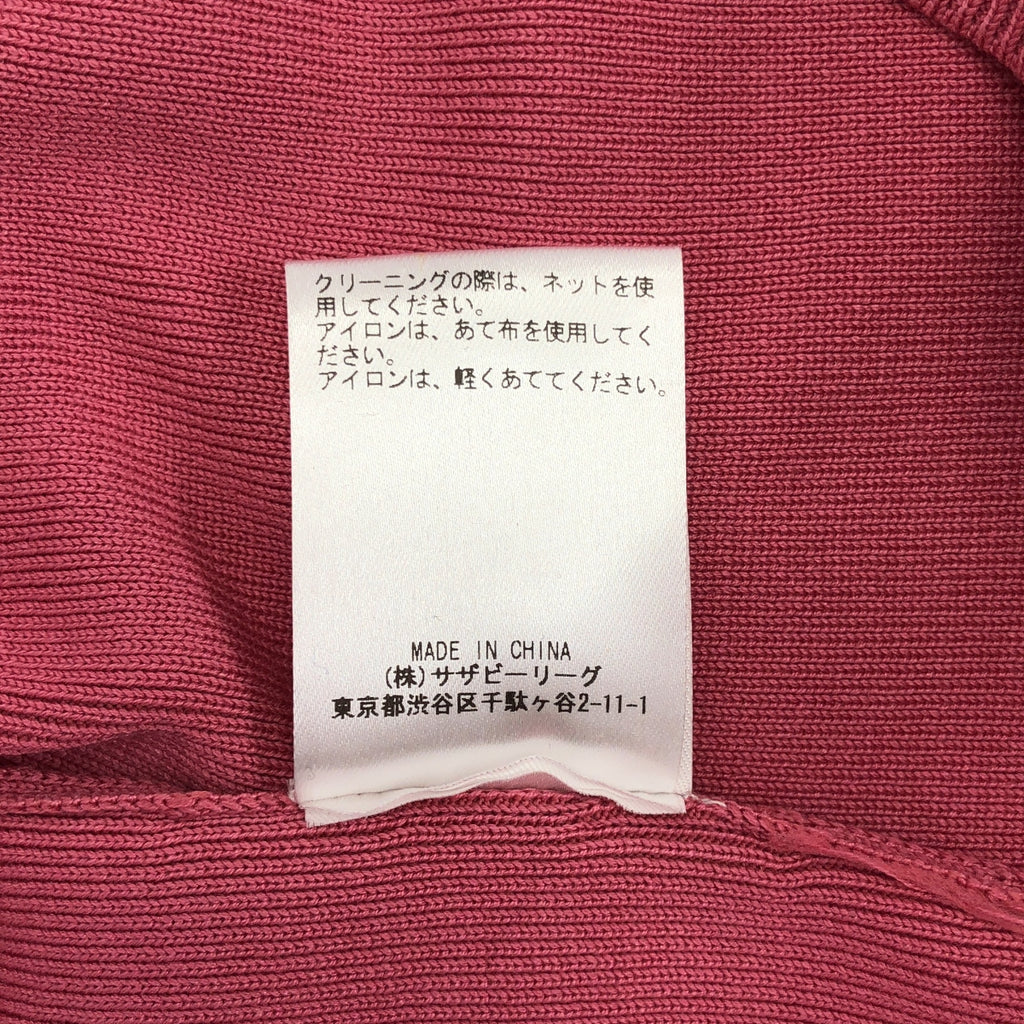 クリーニングの際は、ネットを使
用してください。
アイロンは、あて布を使用してく
ださい。
アイロンは、軽くあててください。
MADE IN CHINA
(株)サザビーリーグ
東京都渋谷区千駄ヶ谷2-11-1